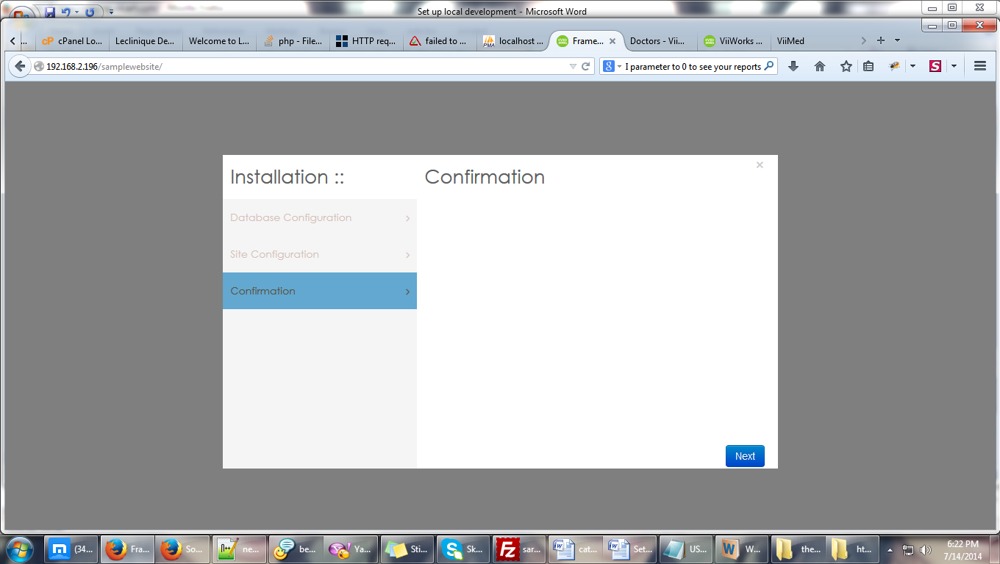 Set up local development - Microsoft Word
... cPanel Lo... Leclinique De... Welcome to L... php - File... HTTP req... failed to ... localhost ... Frame... Doctors - Vii... ViiWorks ... ViiMed
192.168.2.196/samplewebsite/ I parameter to 0 to see your reports
Installation ::
Confirmation
Database Configuration
Site Configuration
Confirmation
Next
(34... Fra... So... ne... be... Ya... Sti... Sk... sar... cat... Set... US... W... the... ht... 6:22 PM
7/14/2014